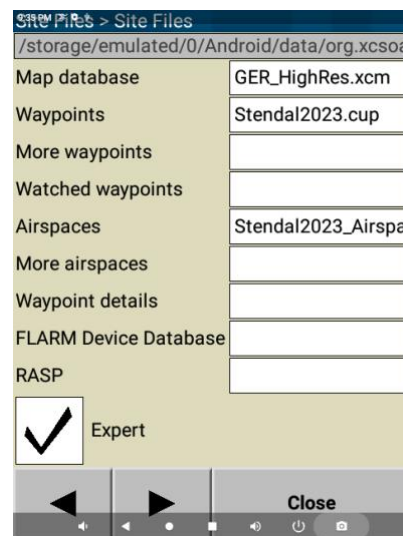 Site Files > Site Files
/storage/emulated/0/Android/data/org.xcsoa
Map database GER_HighRes.xcm
Waypoints Stendal2023.cup
More waypoints
Watched waypoints
Airspaces Stendal2023_Airspa
More airspaces
Waypoint details
FLARM Device Database
RASP
Expert
Close